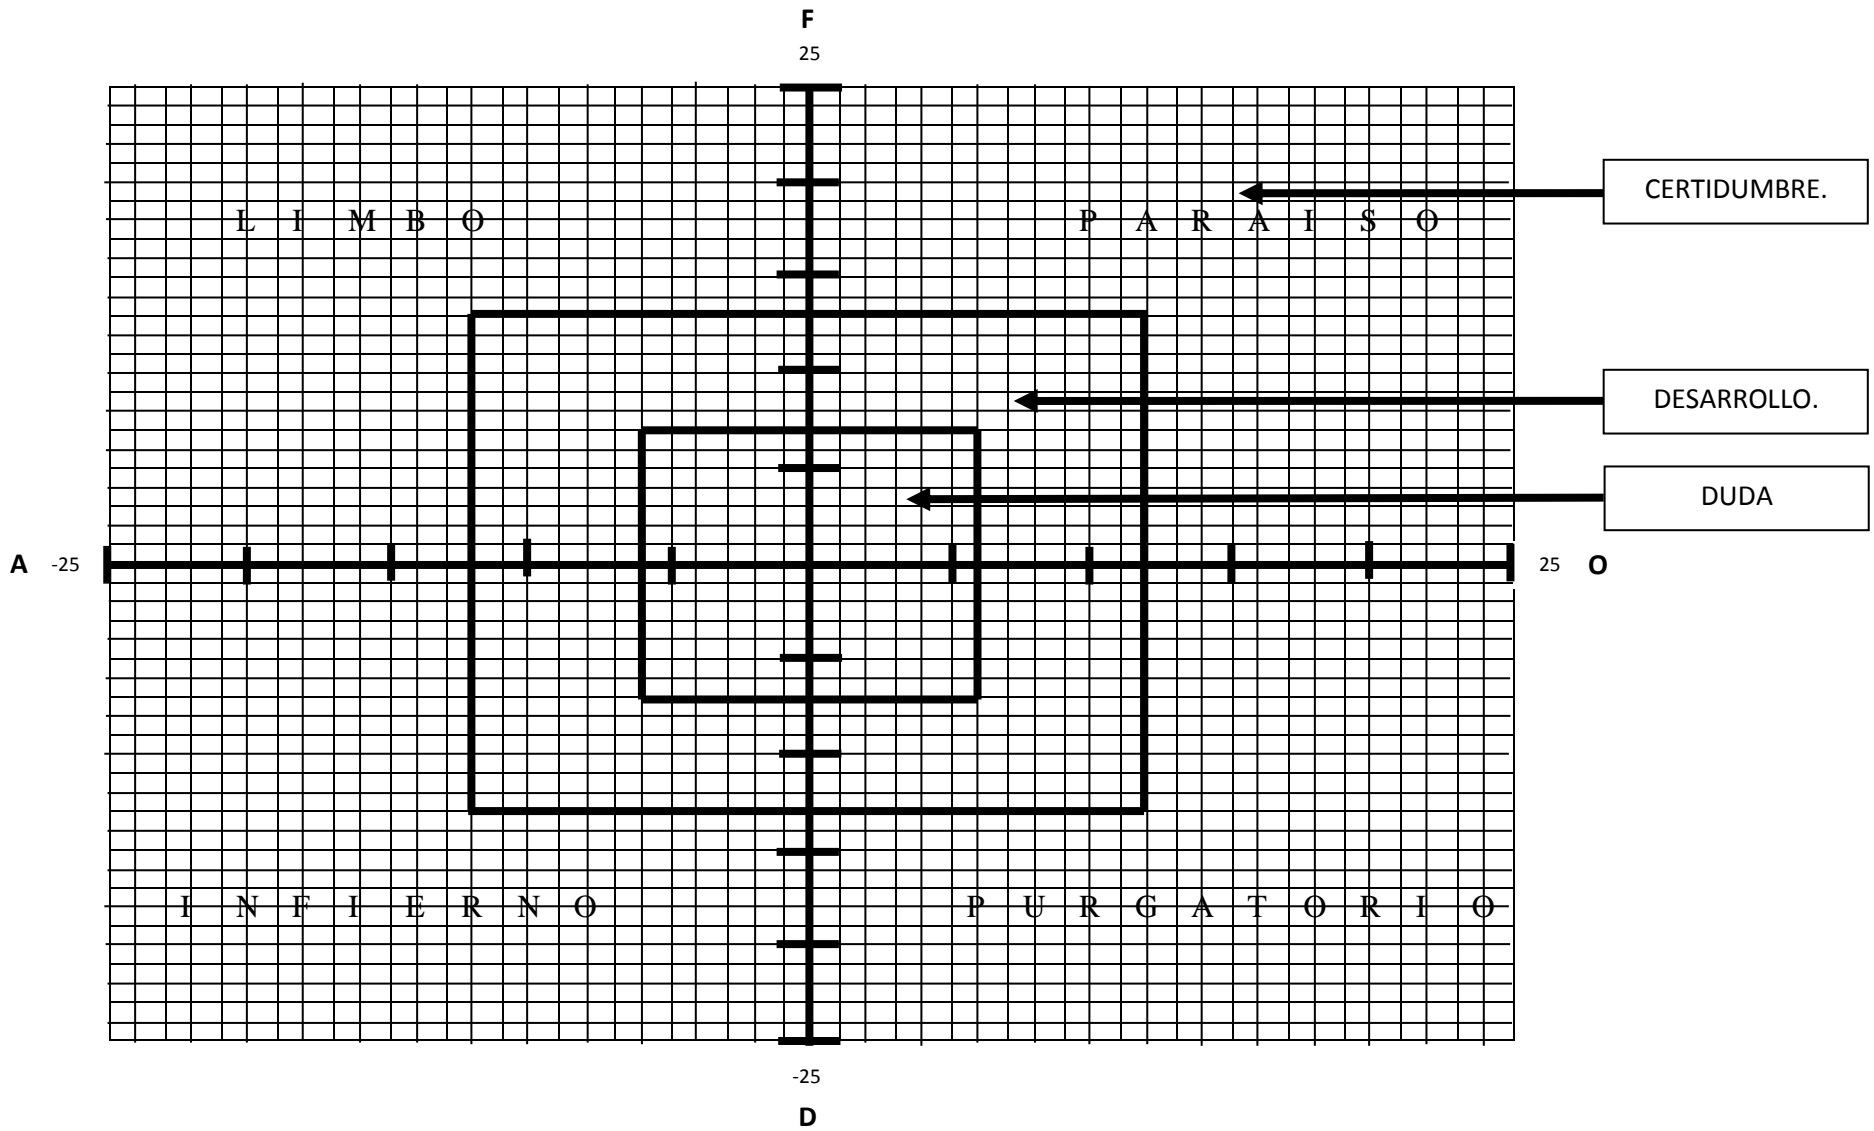 F
25
CERTIDUMBRE.
L I M B O
P A R A I S O
DESARROLLO.
DUDA
A -25
25 O
I N F I E R N O
P U R G A T O R I O
-25
D